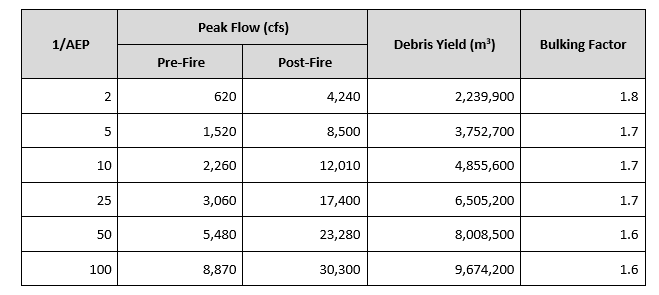 1/AEP Peak Flow (cfs) Debris Yield (m³) Bulking Factor
Pre-Fire Post-Fire
2 620 4,240 2,239,900 1.8
5 1,520 8,500 3,752,700 1.7
10 2,260 12,010 4,855,600 1.7
25 3,060 17,400 6,505,200 1.7
50 5,480 23,280 8,008,500 1.6
100 8,870 30,300 9,674,200 1.6